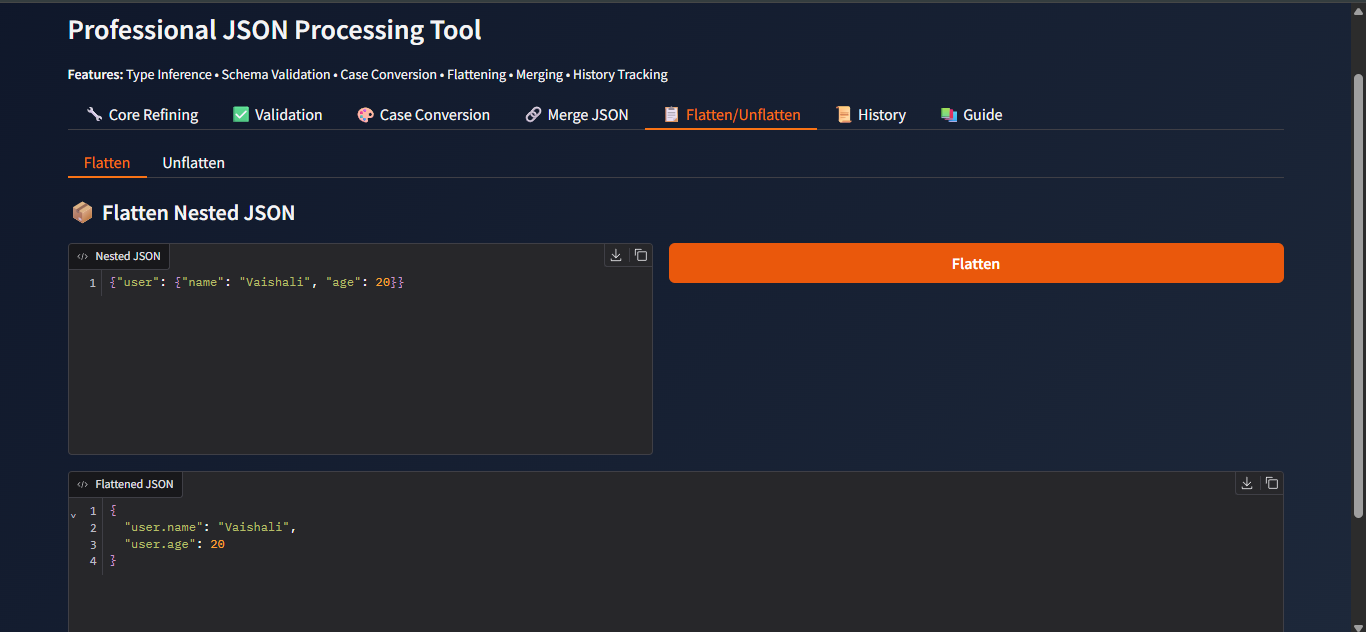 Professional JSON Processing Tool
Features: Type Inference • Schema Validation • Case Conversion • Flattening • Merging • History Tracking
Core Refining Validation Case Conversion Merge JSON Flatten/Unflatten History Guide
Flatten Unflatten
Flatten Nested JSON
Nested JSON
1 {"user": {"name": "Vaishali", "age": 20}}
Flatten
Flattened JSON
1 {
2 "user.name": "Vaishali",
3 "user.age": 20
4 }